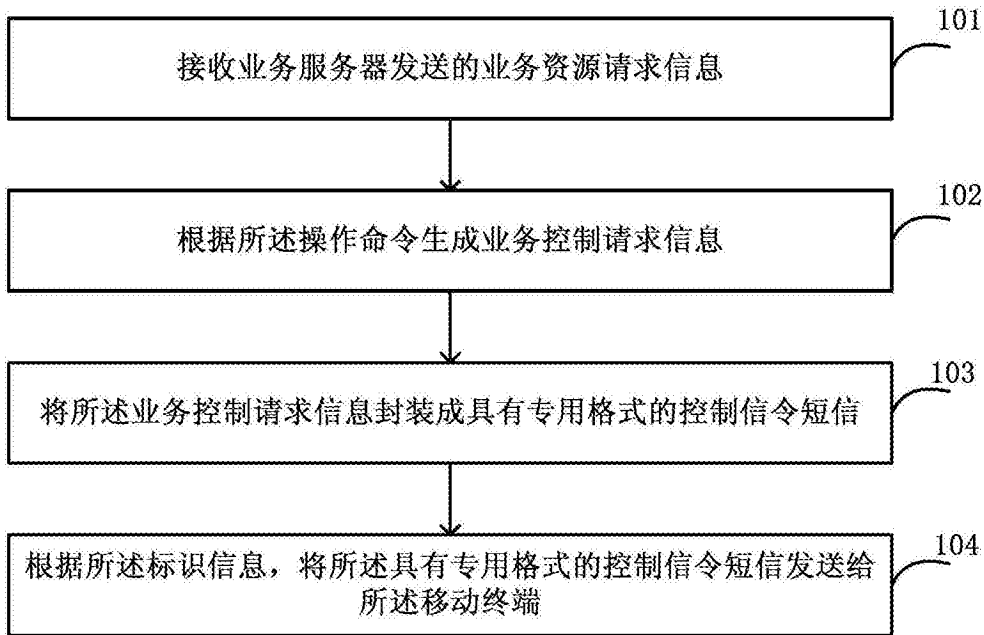 101
接收业务服务器发送的业务资源请求信息
102
根据所述操作命令生成业务控制请求信息
103
将所述业务控制请求信息封装成具有专用格式的控制信令短信
104
根据所述标识信息，将所述具有专用格式的控制信令短信发送给
所述移动终端